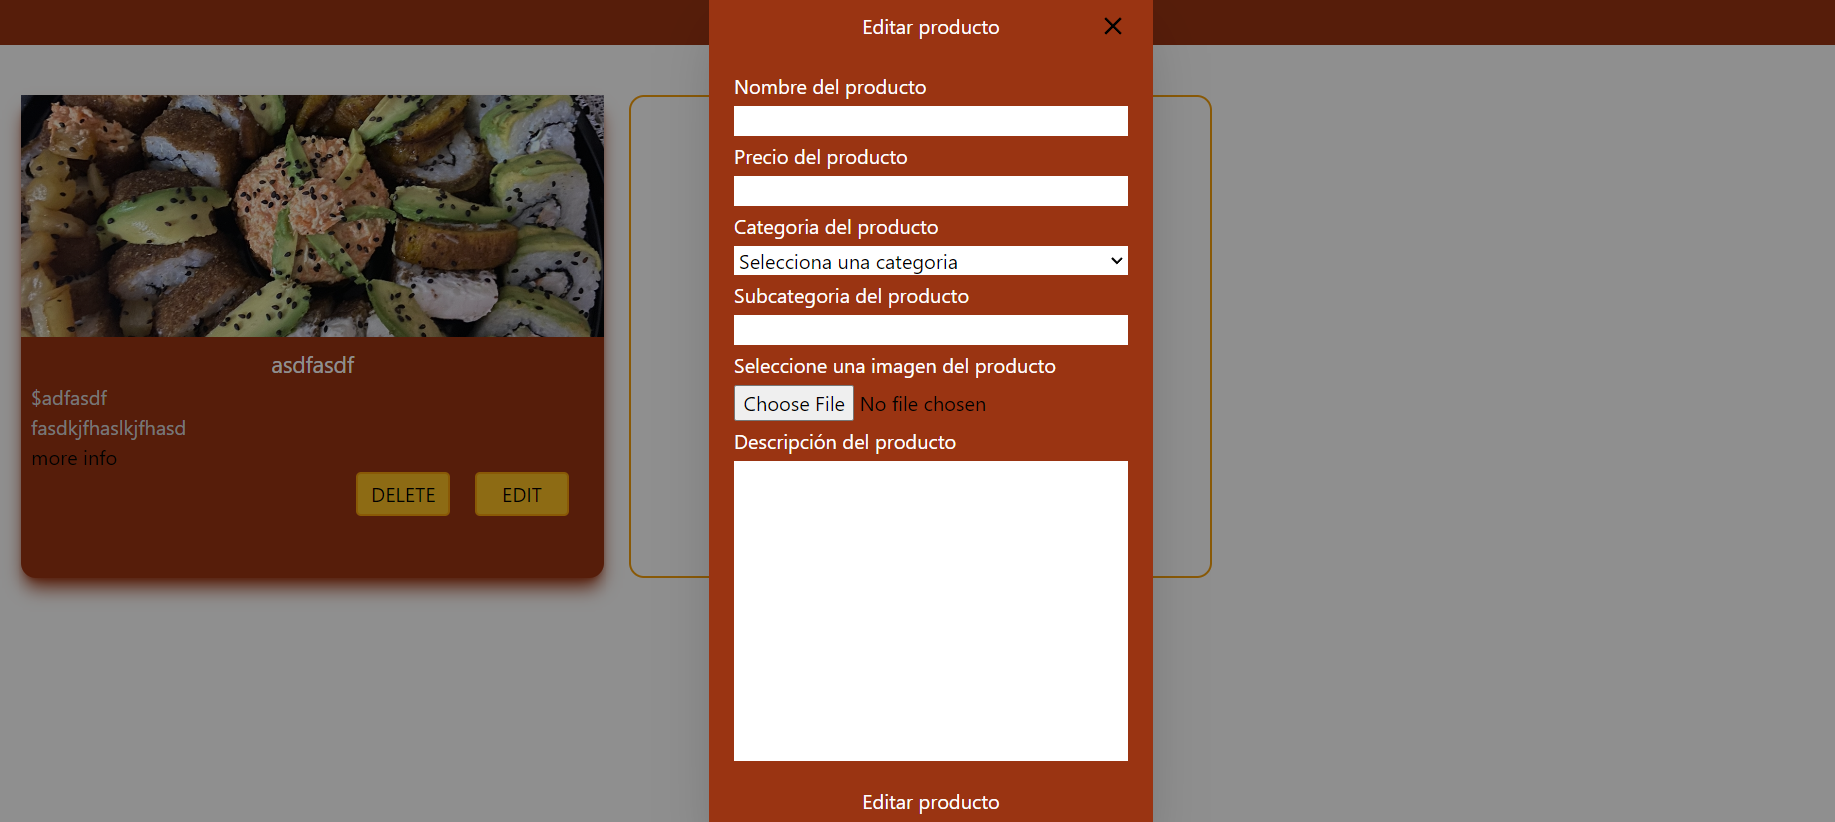 Editar producto
Nombre del producto
Precio del producto
Categoria del producto
Selecciona una categoria
Subcategoria del producto
Seleccione una imagen del producto
Choose File No file chosen
Descripción del producto
Editar producto
asdfasdf
$adfasdf
fasdkjfhaslkjfhasd
more info
DELETE EDIT